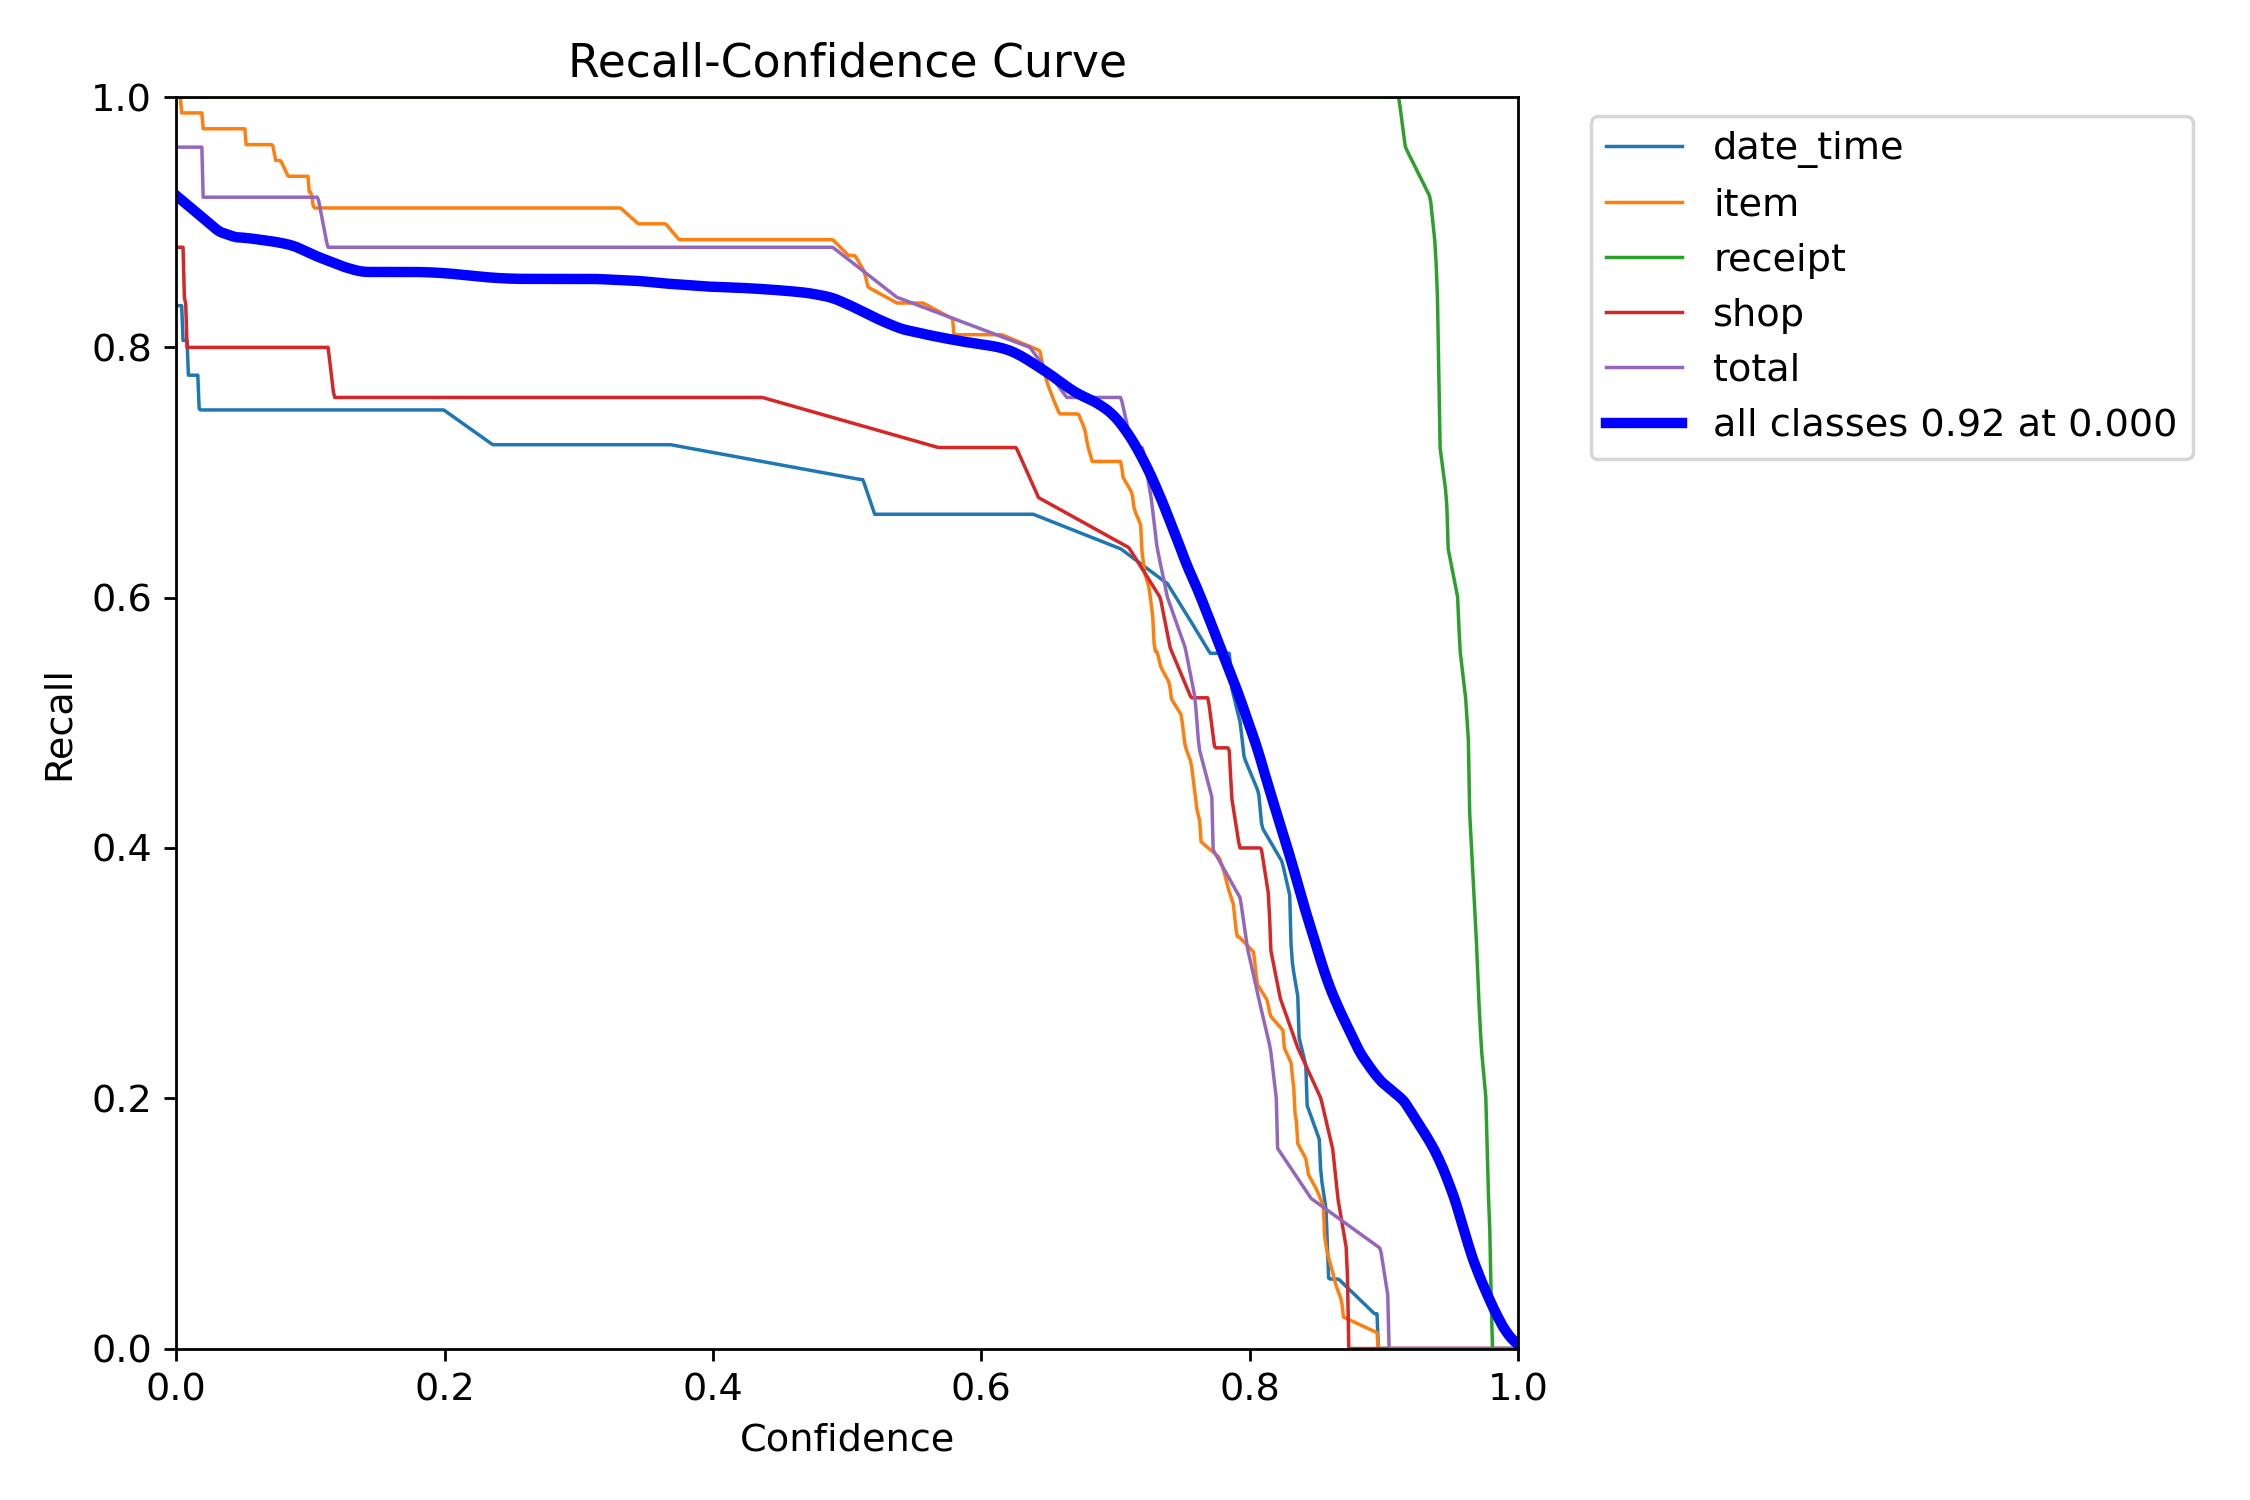 Recall-Confidence Curve
1.0
0.8
0.6
0.4
0.2
0.0
Recall
0.0 0.2 0.4 0.6 0.8 1.0
Confidence
date_time
item
receipt
shop
total
all classes 0.92 at 0.000